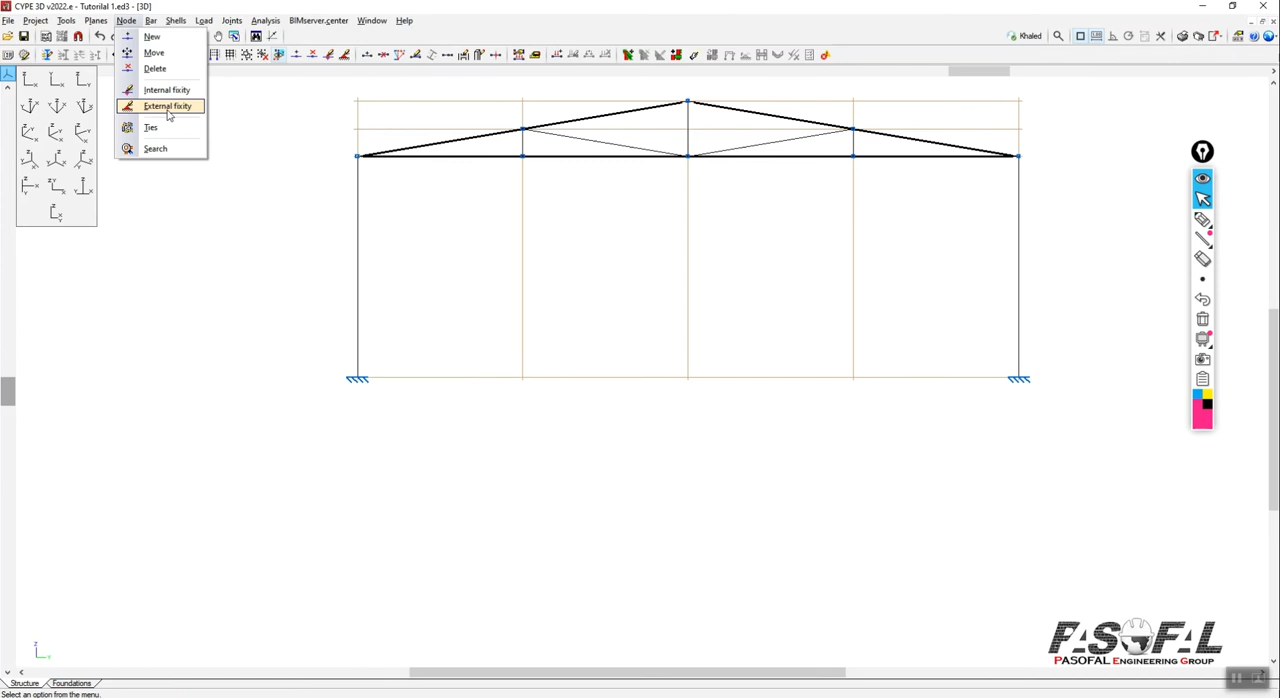 CYPE 3D v2022.e - Tutorilal 1.ed3 - [3D]
File Project Tools Planes Node Bar Shells Load Joints Analysis BIMserver.center Window Help
Khaled
New
Move
Delete
Internal fixity
External fixity
Ties
Search
PASOFAL
PASOFAL ENGINEERING GROUP
Structure Foundations
Select an option from the menu.